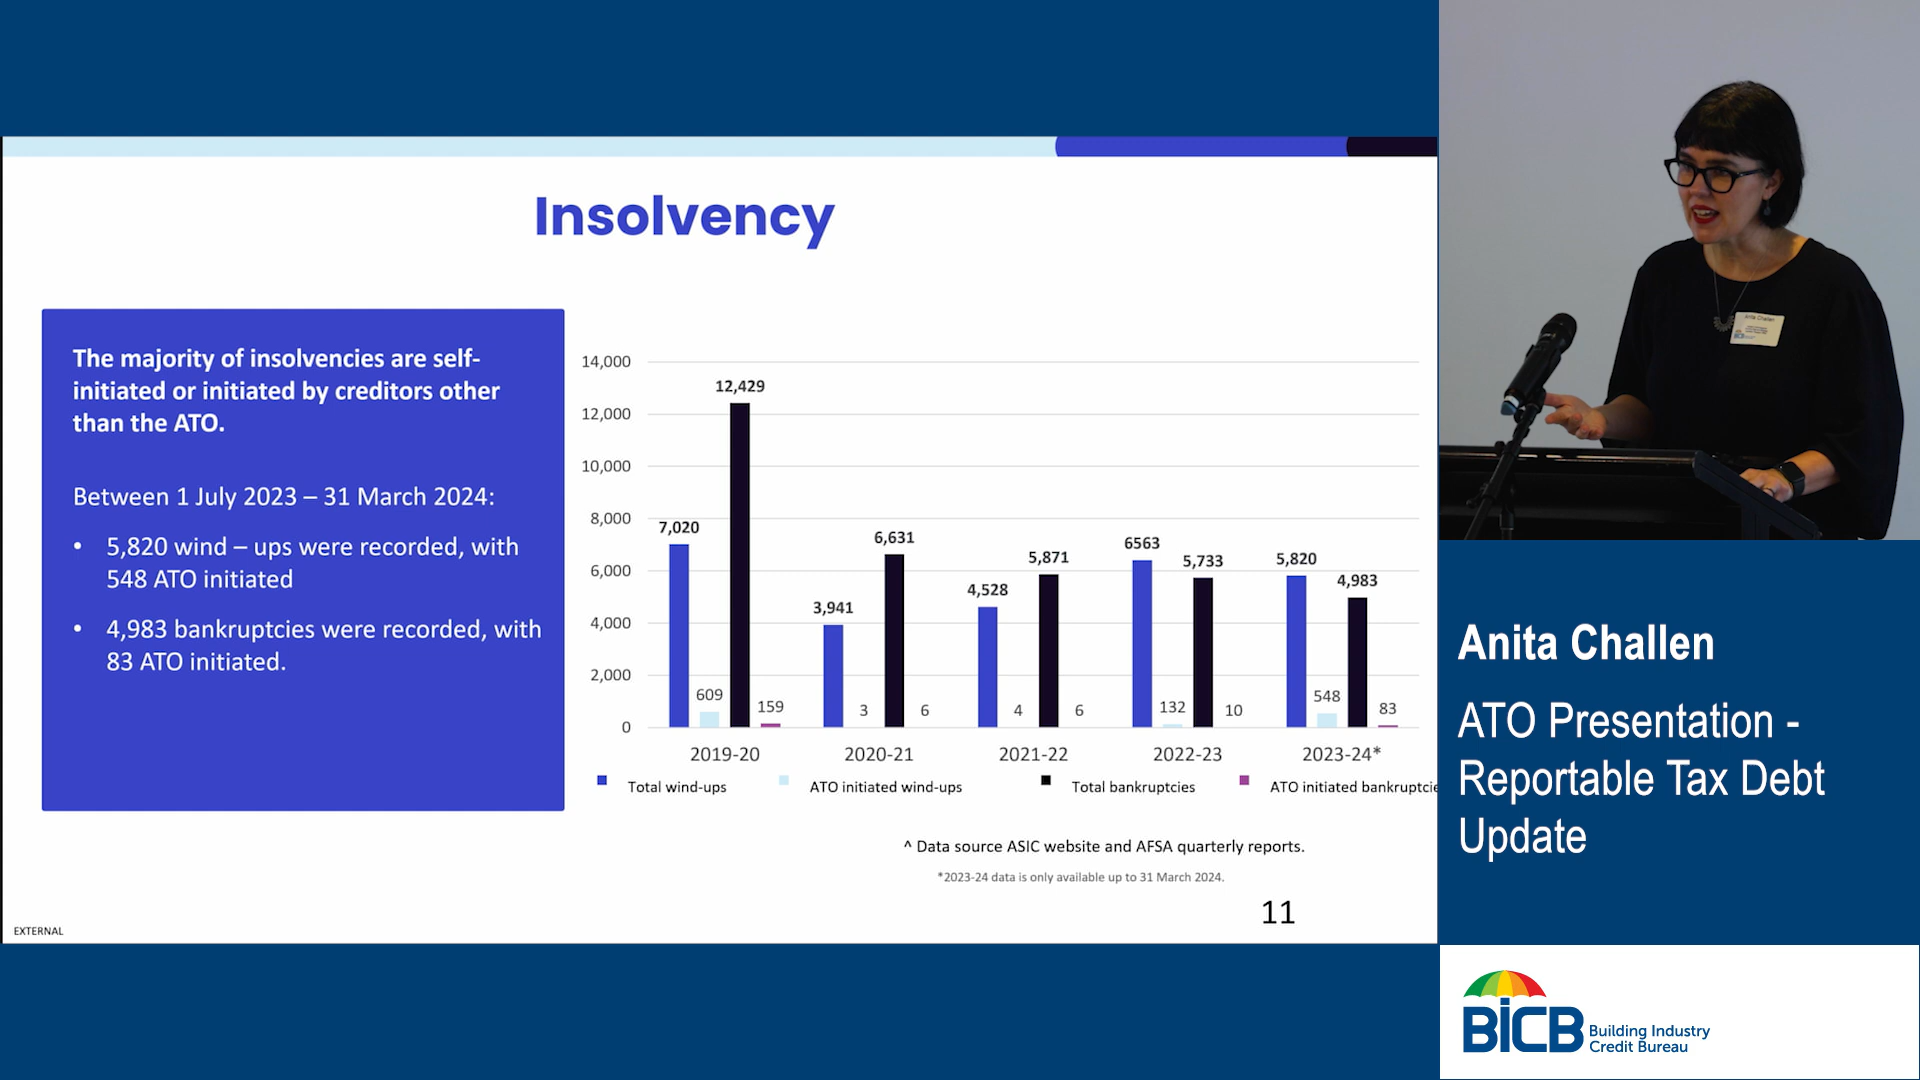 Insolvency
The majority of insolvencies are self-
initiated or initiated by creditors other
than the ATO.
Between 1 July 2023 – 31 March 2024:
• 5,820 wind – ups were recorded, with
548 ATO initiated
• 4,983 bankruptcies were recorded, with
83 ATO initiated.
14,000
12,000
10,000
8,000
6,000
4,000
2,000
0
7,020
609
12,429
159
3,941
3
6,631
6
4,528
4
5,871
6
6563
132
5,733
10
5,820
548
4,983
83
2019-20
2020-21
2021-22
2022-23
2023-24*
Total wind-ups
ATO initiated wind-ups
Total bankruptcies
ATO initiated bankruptcie
^ Data source ASIC website and AFSA quarterly reports.
*2023-24 data is only available up to 31 March 2024.
11
EXTERNAL
Anita Challen
BICB
Anita Challen
ATO Presentation -
Reportable Tax Debt
Update
BICB
Building Industry
Credit Bureau